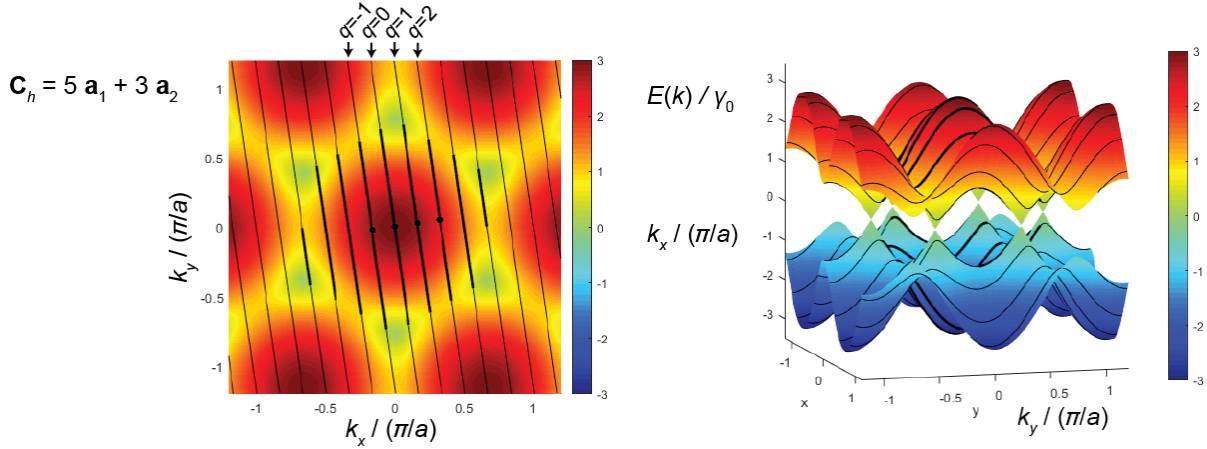 q=-1 q=0 q=1 q=2
C_h = 5 a_1 + 3 a_2
1
0.5
0
-0.5
-1
k_y / (π/a)
-1 -0.5 0 0.5 1
k_x / (π/a)
3
2
1
0
-1
-2
-3
E(k) / γ_0
k_x / (π/a)
3
2
1
0
-1
-2
-3
-1
0
1
x
-1 -0.5 0 0.5 1
y
k_y / (π/a)
3
2
1
0
-1
-2
-3